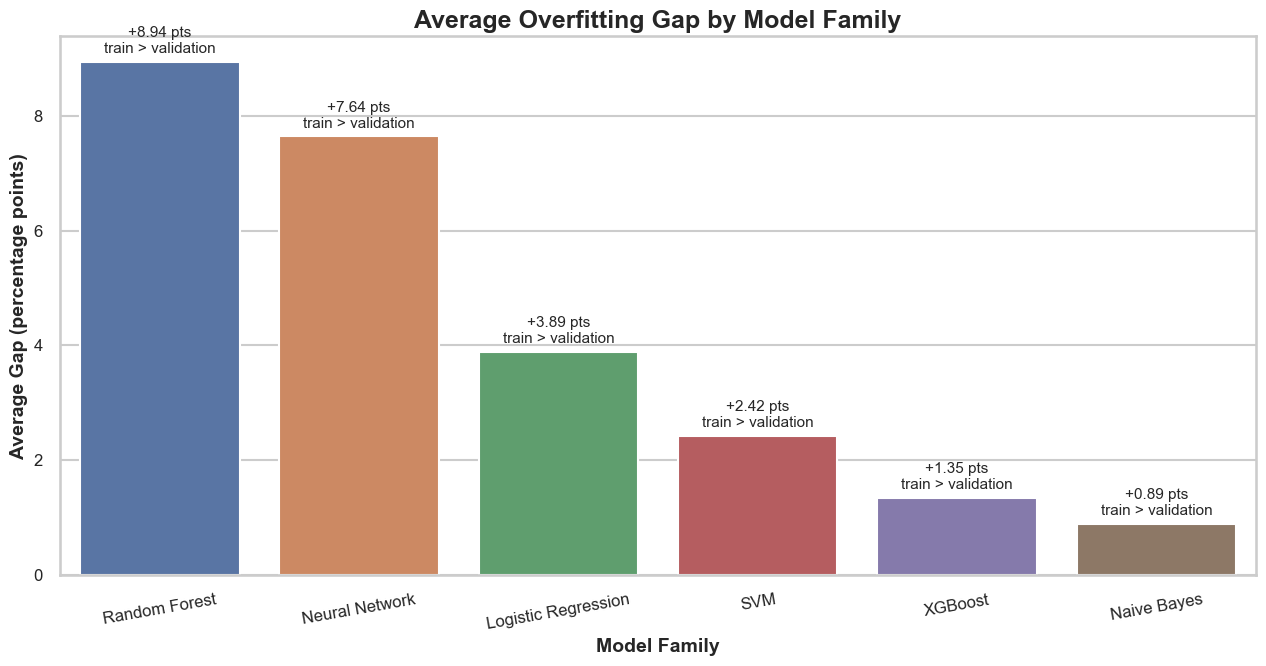 Average Overfitting Gap by Model Family
+8.94 pts
train > validation
+7.64 pts
train > validation
+3.89 pts
train > validation
+2.42 pts
train > validation
+1.35 pts
train > validation
+0.89 pts
train > validation
Average Gap (percentage points)
8
6
4
2
0
Random Forest
Neural Network
Logistic Regression
SVM
XGBoost
Naive Bayes
Model Family